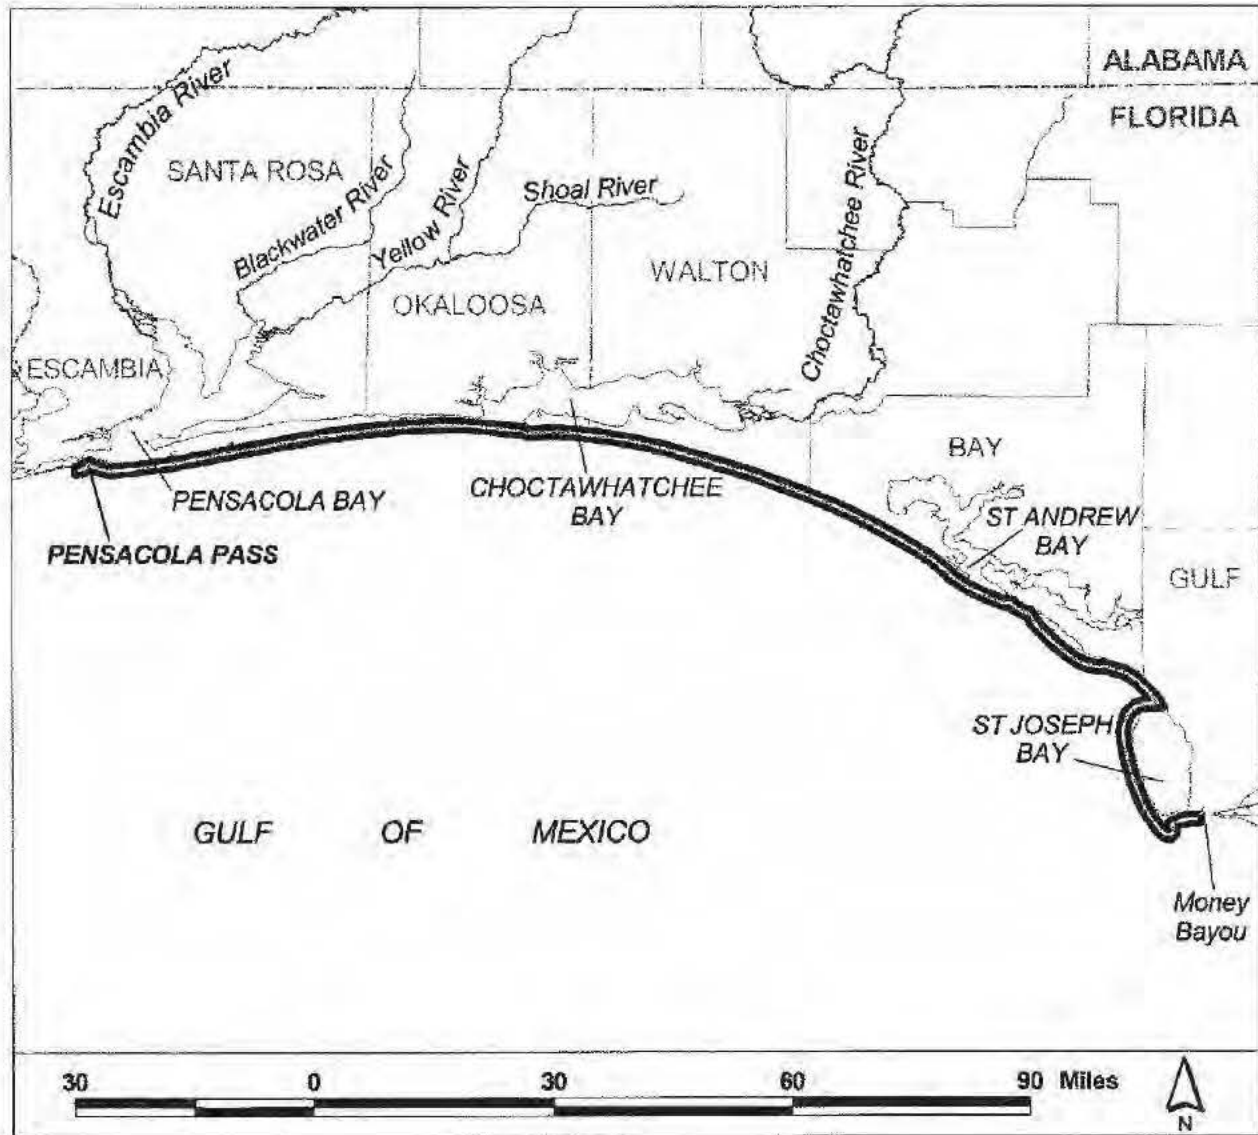 ALABAMA
FLORIDA
Escambia River
SANTA ROSA
Blackwater River
Yellow River
Shoal River
Choctawhatchee River
WALTON
OKALOOSA
ESCAMBIA
BAY
PENSACOLA BAY
CHOCTAWHATCHEE
BAY
ST ANDREW
BAY
PENSACOLA PASS
GULF
ST JOSEPH
BAY
GULF OF MEXICO
Money
Bayou
30 0 30 60 90 Miles
N